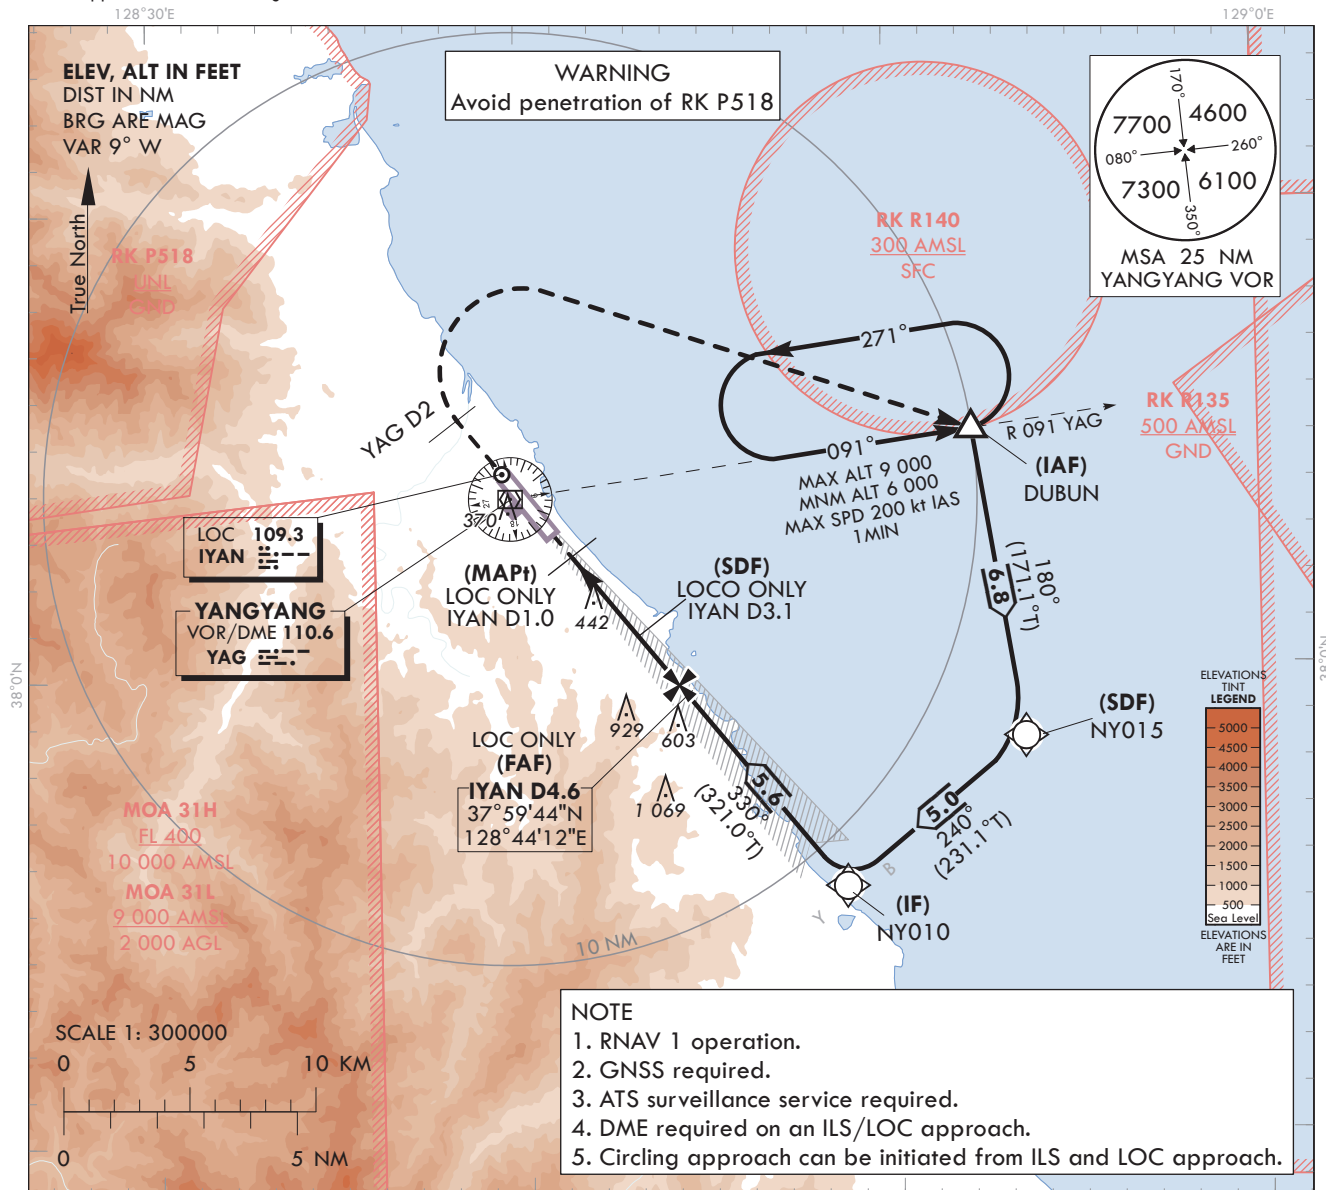 128°30'E
129°0'E
ELEV, ALT IN FEET
DIST IN NM
BRG ARE MAG
VAR 9° W
True North
WARNING
Avoid penetration of RK P518
170°
7700
4600
080°
260°
7300
6100
350°
MSA 25 NM
YANGYANG VOR
RK R140
300 AMSL
SFC
RK P518
UNL
GND
271°
YAG D2
091°
R 091 YAG
MAX ALT 9 000
MNM ALT 6 000
MAX SPD 200 kt IAS
1MIN
(IAF)
DUBUN
RK R135
500 AMSL
GND
370
27
18
LOC 109.3
IYAN
YANGYANG
VOR/DME 110.6
YAG
(MAPt)
LOC ONLY
IYAN D1.0
442
(SDF)
LOCO ONLY
IYAN D3.1
6.8
180°
(171.1°T)
38°0'N
38°0'N
929
603
1 069
LOC ONLY
(FAF)
IYAN D4.6
37°59'44"N
128°44'12"E
5.6
330°
(321.0°T)
(SDF)
NY015
5.0
240°
(231.1°T)
(IF)
NY010
B
Y
MOA 31H
FL 400
10 000 AMSL
MOA 31L
9 000 AMSL
2 000 AGL
10 NM
ELEVATIONS
TINT
LEGEND
5000
4500
4000
3500
3000
2500
2000
1500
1000
500
Sea Level
ELEVATIONS
ARE IN
FEET
SCALE 1: 300000
0 5 10 KM
0 5 NM
NOTE
1. RNAV 1 operation.
2. GNSS required.
3. ATS surveillance service required.
4. DME required on an ILS/LOC approach.
5. Circling approach can be initiated from ILS and LOC approach.